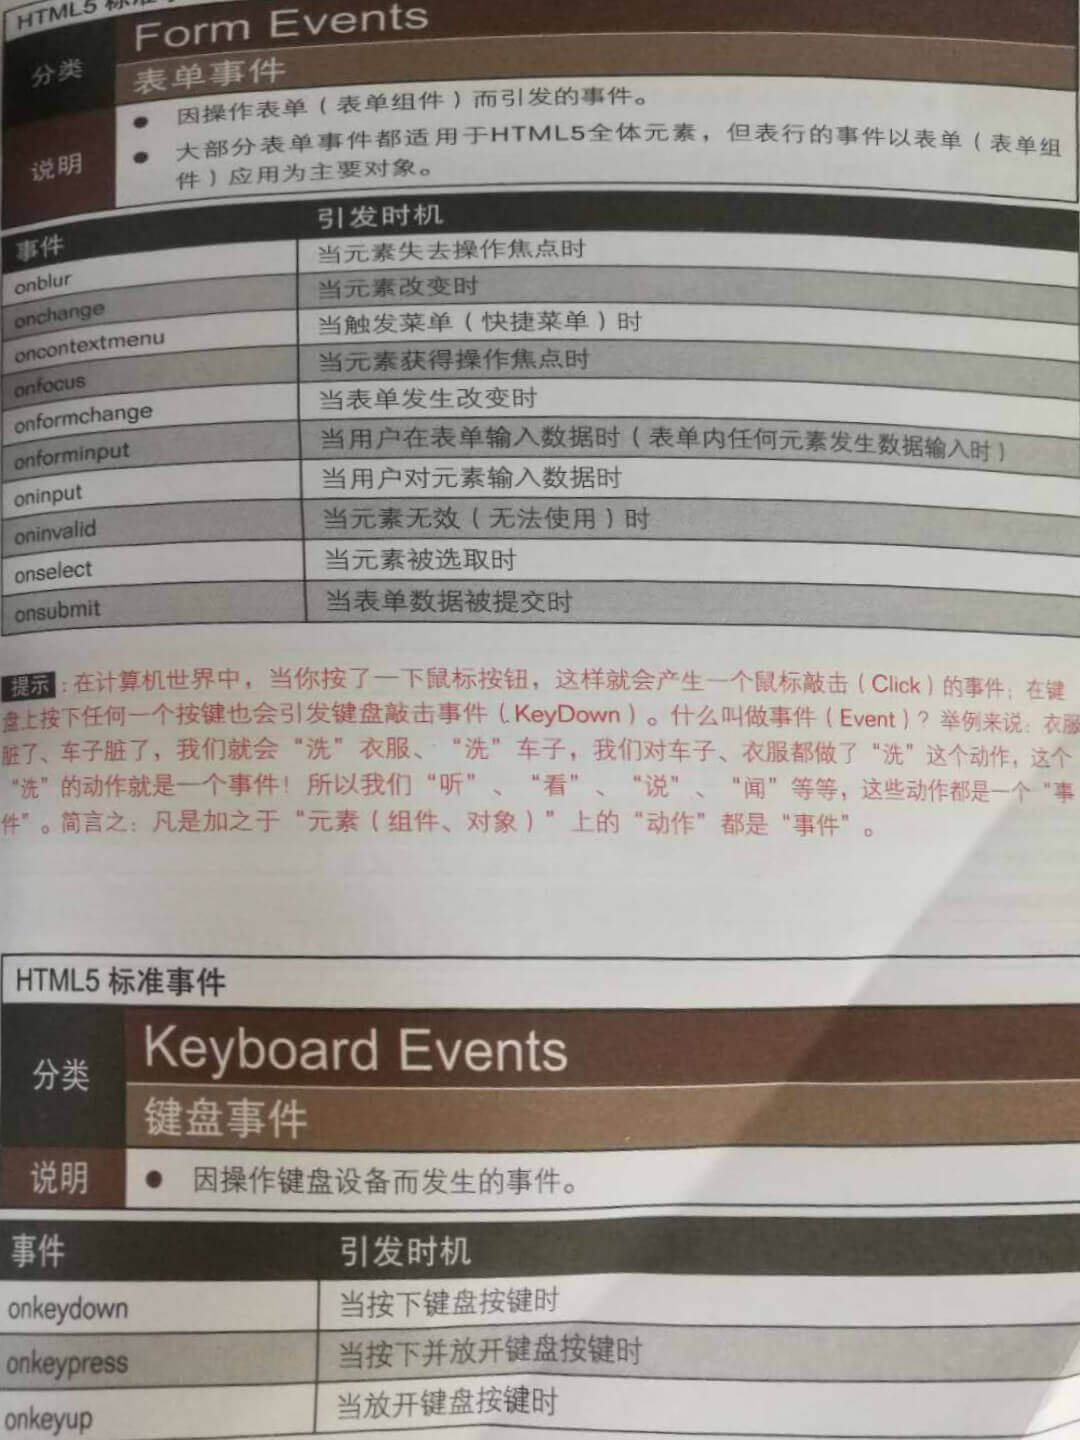 HTML5 标准事
分类
Form Events
表单事件
说明
● 因操作表单（表单组件）而引发的事件。
● 大部分表单事件都适用于HTML5全体元素，但表行的事件以表单（表单组
件）应用为主要对象。
事件 引发时机
onblur 当元素失去操作焦点时
onchange 当元素改变时
oncontextmenu 当触发菜单（快捷菜单）时
onfocus 当元素获得操作焦点时
onformchange 当表单发生改变时
onforminput 当用户在表单输入数据时（表单内任何元素发生数据输入时）
oninput 当用户对元素输入数据时
oninvalid 当元素无效（无法使用）时
onselect 当元素被选取时
onsubmit 当表单数据被提交时
提示：在计算机世界中，当你按了一下鼠标按钮，这样就会产生一个鼠标敲击（Click）的事件；在键
盘上按下任何一个按键也会引发键盘敲击事件（KeyDown）。什么叫做事件（Event）？举例来说：衣服
脏了、车子脏了，我们就会“洗”衣服、“洗”车子，我们对车子、衣服都做了“洗”这个动作，这个
“洗”的动作就是一个事件！所以我们“听”、“看”、“说”、“闻”等等，这些动作都是一个“事
件”。简言之：凡是加之于“元素（组件、对象）”上的“动作”都是“事件”。
HTML5 标准事件
分类
Keyboard Events
键盘事件
说明 ● 因操作键盘设备而发生的事件。
事件 引发时机
onkeydown 当按下键盘按键时
onkeypress 当按下并放开键盘按键时
onkeyup 当放开键盘按键时